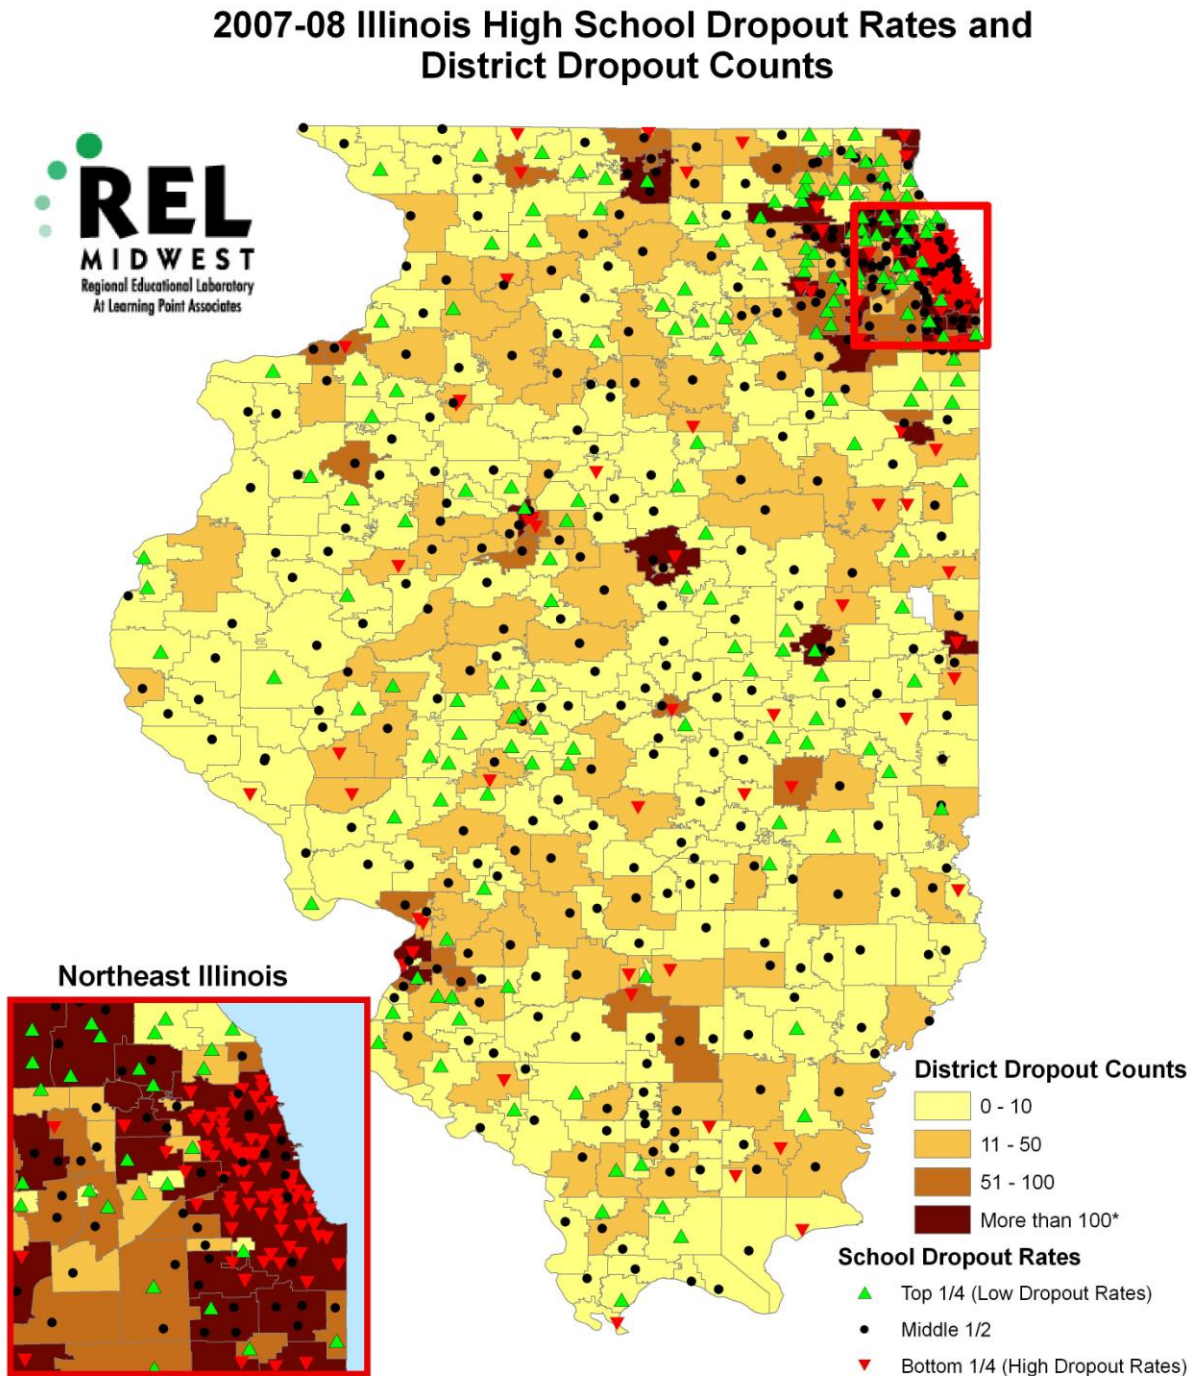 2007-08 Illinois High School Dropout Rates and
District Dropout Counts
REL
MIDWEST
Regional Educational Laboratory
At Learning Point Associates
Northeast Illinois
District Dropout Counts
0 - 10
11 - 50
51 - 100
More than 100*
School Dropout Rates
Top 1/4 (Low Dropout Rates)
Middle 1/2
Bottom 1/4 (High Dropout Rates)